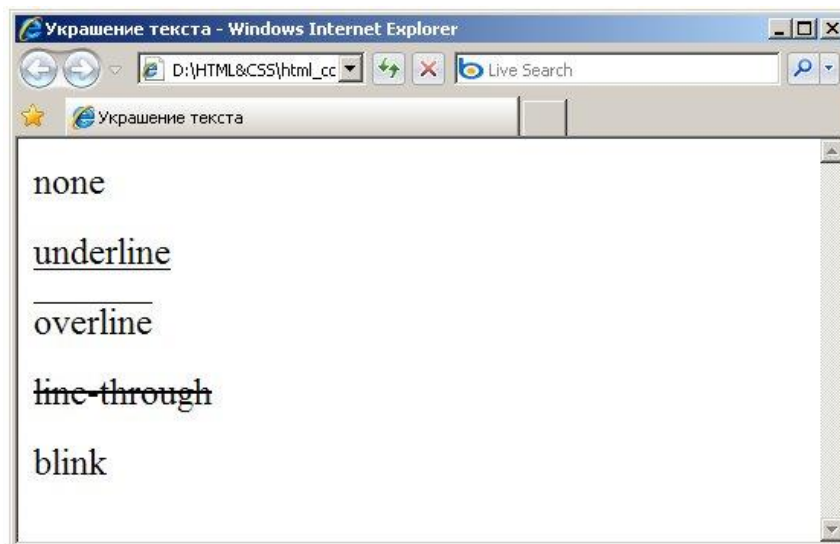 Украшение текста - Windows Internet Explorer
D:\HTML&CSS\html_cc
Live Search
Украшение текста
none
underline
overline
line-through
blink